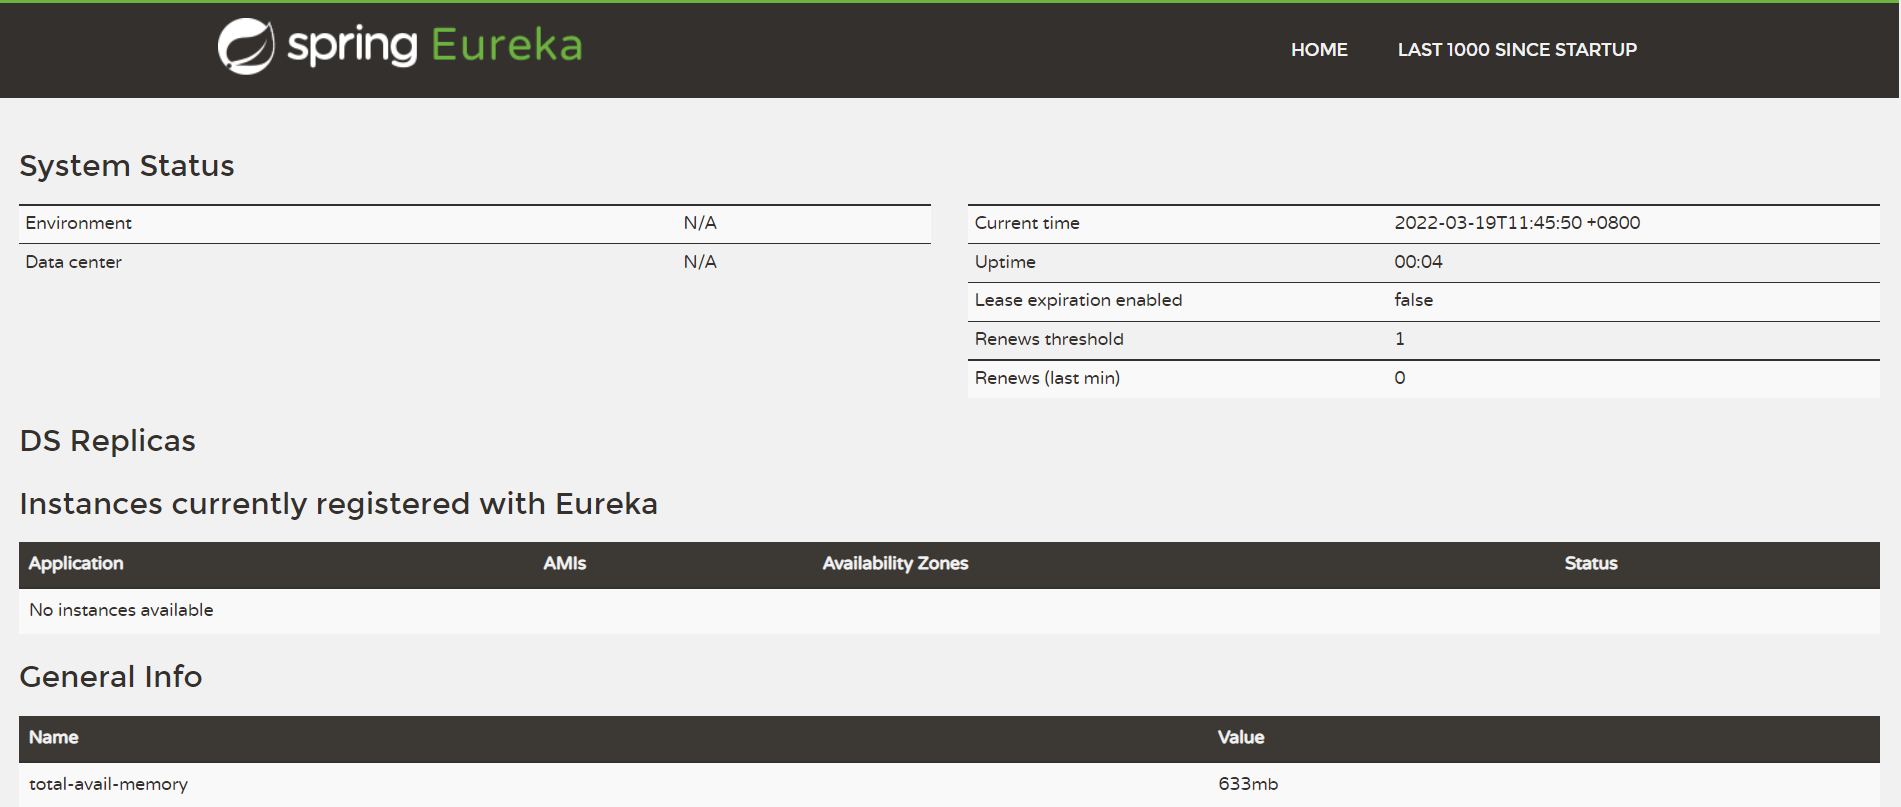 spring Eureka
HOME LAST 1000 SINCE STARTUP
System Status
Environment N/A
Data center N/A
Current time 2022-03-19T11:45:50 +0800
Uptime 00:04
Lease expiration enabled false
Renews threshold 1
Renews (last min) 0
DS Replicas
Instances currently registered with Eureka
Application AMIs Availability Zones Status
No instances available
General Info
Name Value
total-avail-memory 633mb